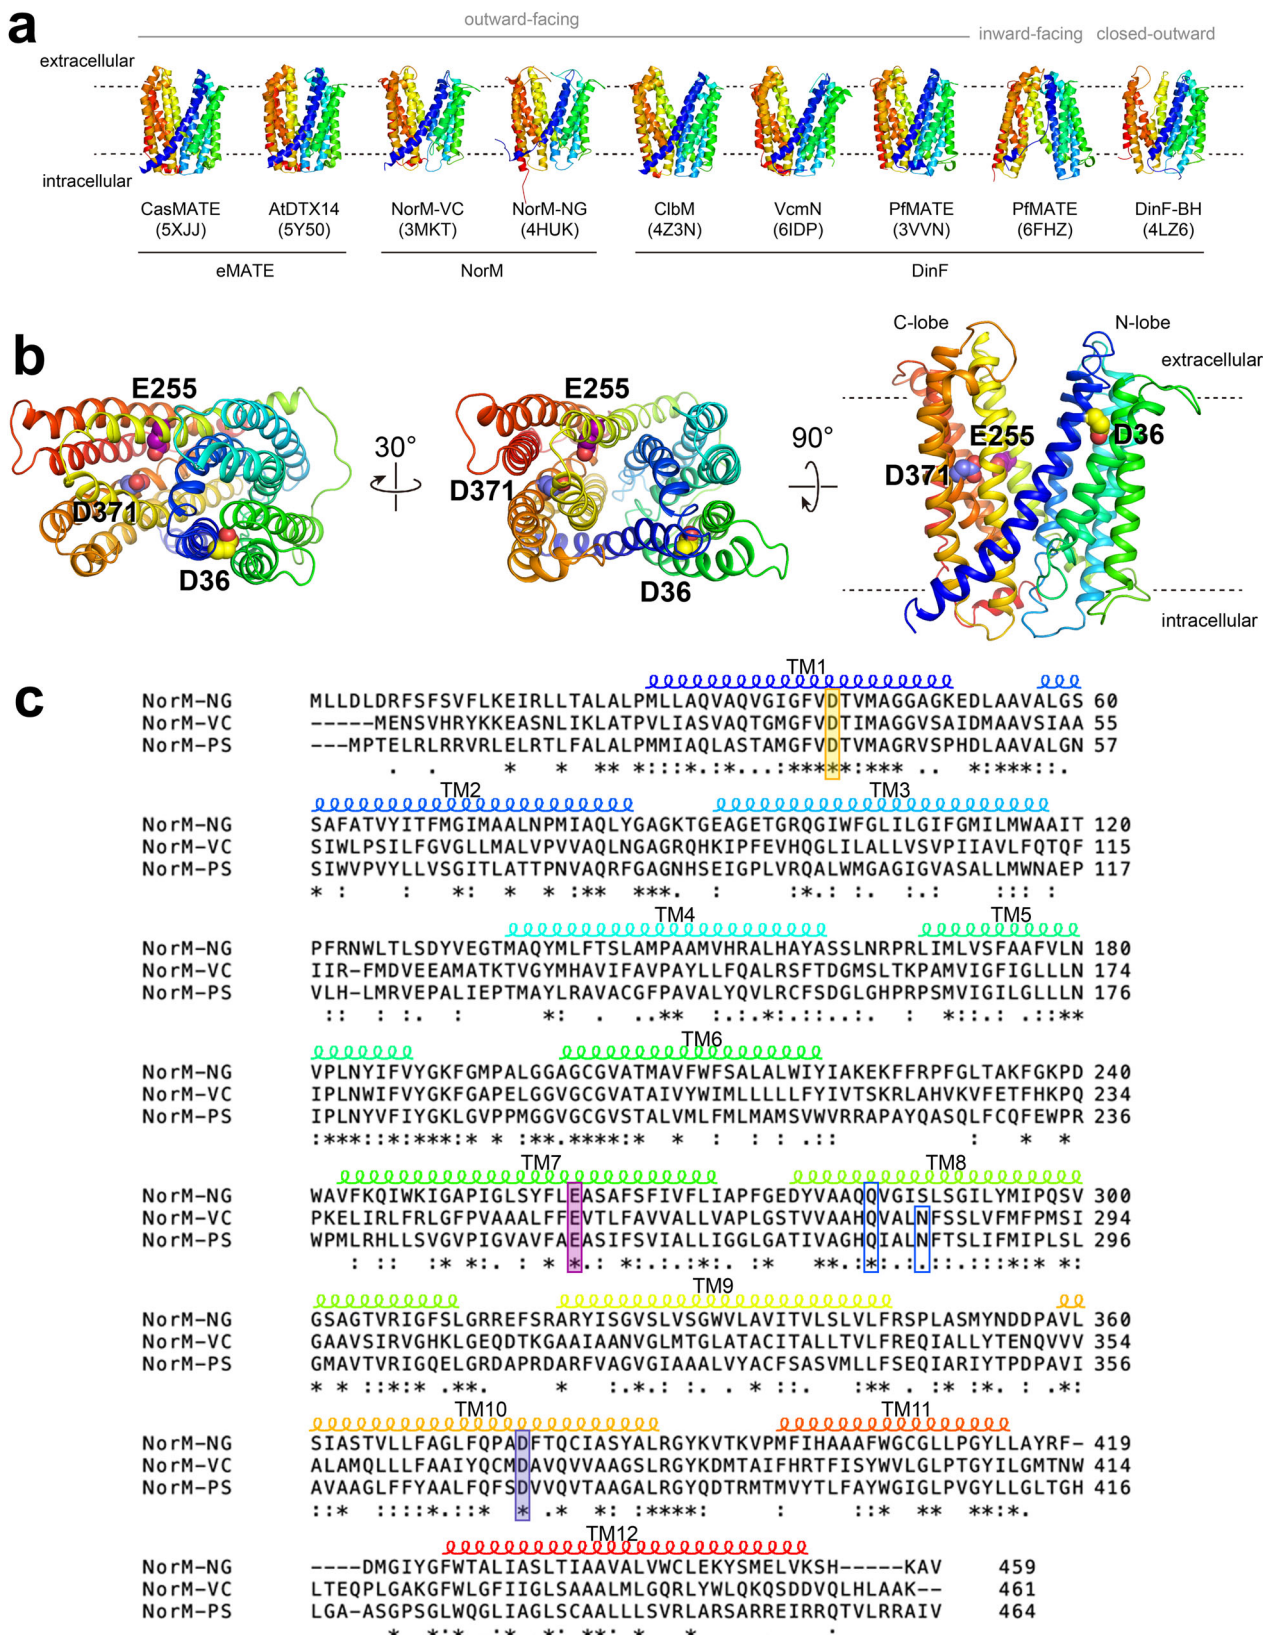 a
outward-facing
inward-facing closed-outward
extracellular
intracellular
CasMATE (5XJJ)
AtDTX14 (5Y50)
NorM-VC (3MKT)
NorM-NG (4HUK)
ClbM (4Z3N)
VcmN (6IDP)
PfMATE (3VVN)
PfMATE (6FHZ)
DinF-BH (4LZ6)
eMATE
NorM
DinF
b
E255
D371
D36
30°
E255
D371
D36
90°
C-lobe
N-lobe
extracellular
E255
D36
D371
intracellular
c
TM1
NorM-NG MLLDLDRFSFSVFLKEIRLLTALALPMLLAQVAQVGIGFVDTVMAGGAGKEDLAAVALGS 60
NorM-VC -----MENSVHRYKKEASNLIKLATPVLIASVAQTGMGFVDTIMAGGVSAIDMAAVSIAA 55
NorM-PS ---MPTELRLRRVRLELRTLFALALPMMIAQLASTAMGFVDTVMAGRVSPHDLAAVALGN 57
TM2 TM3
NorM-NG SAFATVYITFMGIMAALNPMIAQLYGAGKTGEAGETGRQGIWFGLILGIFGMILMWAAIT 120
NorM-VC SIWLPSILFGVGLLMALVPVVAQLNGAGRQHKIPFEVHQGLILALLVSVPIIAVLFQTQF 115
NorM-PS SIWVPVYLLVSGITLATTPNVAQRFGAGNHSEIGPLVRQALWMGAGIGVASALLMWNAEP 117
TM4 TM5
NorM-NG PFRNWLTLSDYVEGTMAQYMLFTSLAMPAAMVHRALHAYASSLNRPRLIMLVSFAAFVLN 180
NorM-VC IIR-FMDVEEAMATKTVGYMHAVIFAVPAYLLFQALRSFTDGMSLTKPAMVIGFIGLLLN 174
NorM-PS VLH-LMRVEPALIEPTMAYLRAVACGFPAVALYQVLRCFSDGLGHPRPSMVIGILGLLLN 176
TM6
NorM-NG VPLNYIFVYGKFGMPALGGAGCGVATMAVFWFSALALWIYIAKEKFFRPFGLTAKFGKPD 240
NorM-VC IPLNWIFVYGKFGAPELGGVGCGVATAIVYWIMLLLLLFYIVTSKRLAHVKVFETFHKPQ 234
NorM-PS IPLNYVFIYGKLGVPPMGGVGCGVSTALVMLFMLMAMSVWVRRAPAYQASQLFCQFEWPR 236
TM7 TM8
NorM-NG WAVFKQIWKIGAPIGLSYFLEASAFSFIVFLIAPFGEDYVAAQQVGISLSGILYMIPQSV 300
NorM-VC PKELIRLFRLGFPVAAALFFEVTLFAVVALLVAPLGSTVVAAHQVALNFSSLVFMFPMSI 294
NorM-PS WPMLRHLLSVGVPIGVAVFAEASIFSVIALLIGGLGATIVAGHQIALNFTSLIFMIPLSL 296
TM9
NorM-NG GSAGTVRIGFSLGRREFSRARYISGVSLVSGWVLAVITVLSLVLFRSPLASMYNDDPAVL 360
NorM-VC GAAVSIRVGHKLGEQDTKGAAIAANVGLMTGLATACITALLTVLFREQIALLYTENQVVV 354
NorM-PS GMAVTVRIGQELGRDAPRDARFVAGVGIAAALVYACFSASVMLLFSEQIARIYTPDPAVI 356
TM10 TM11
NorM-NG SIASTVLLFAGLFQPADFTQCIASYALRGYKVTKVPMFIHAAAFWGCGLLPGYLLAYRF- 419
NorM-VC ALAMQLLLFAAIYQCMDAVQVVAAGSLRGYKDMTAIFHRTFISYWVLGLPTGYILGMTNW 414
NorM-PS AVAAGLFFYAALFQFSDVVQVTAAGALRGYQDTRMTMVYTLFAYWGIGLPVGYLLGLTGH 416
TM12
NorM-NG ----DMGIYGFWTALIASLTIAAVALVWCLEKYSMELVKSH-----KAV 459
NorM-VC LTEQPLGAKGFWLGFIIGLSAAALMLGQRLYWLQKQSDDVQLHLAAK-- 461
NorM-PS LGA-ASGPSGLWQGLIAGLSCAALLLSVRLARSARREIRRQTVLRRAIV 464